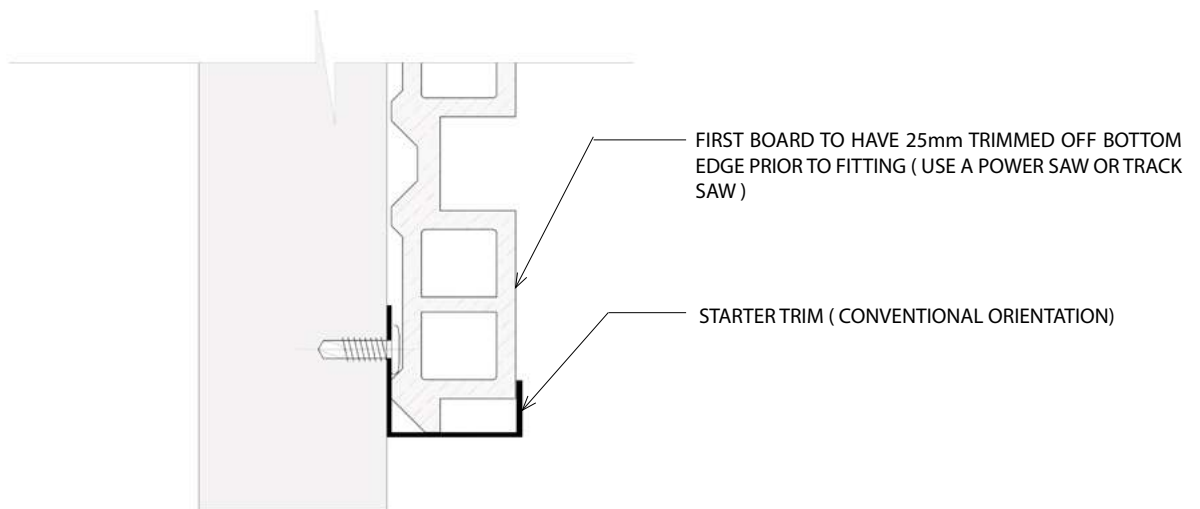 FIRST BOARD TO HAVE 25mm TRIMMED OFF BOTTOM
EDGE PRIOR TO FITTING ( USE A POWER SAW OR TRACK
SAW )
STARTER TRIM ( CONVENTIONAL ORIENTATION)